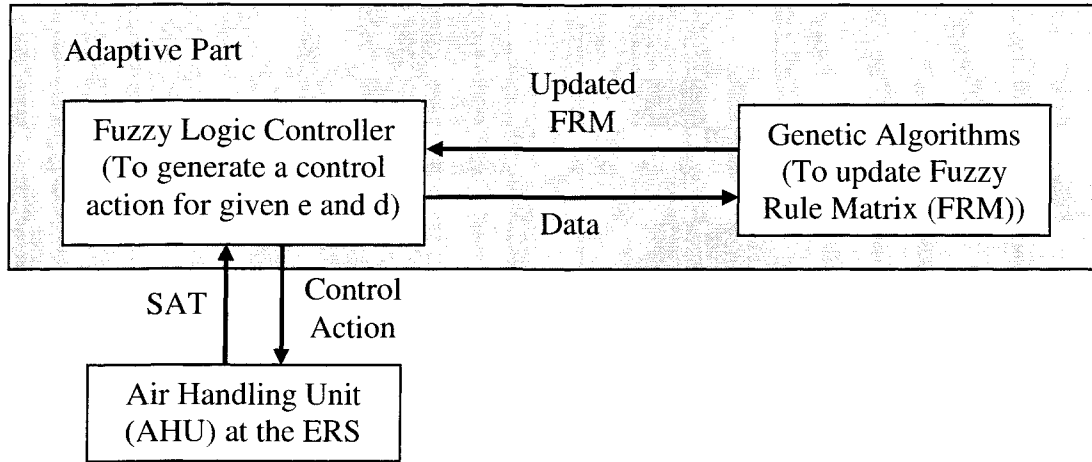 Adaptive Part
Updated
FRM
Fuzzy Logic Controller
(To generate a control
action for given e and d)
Genetic Algorithms
(To update Fuzzy
Rule Matrix (FRM))
Data
SAT
Control
Action
Air Handling Unit
(AHU) at the ERS